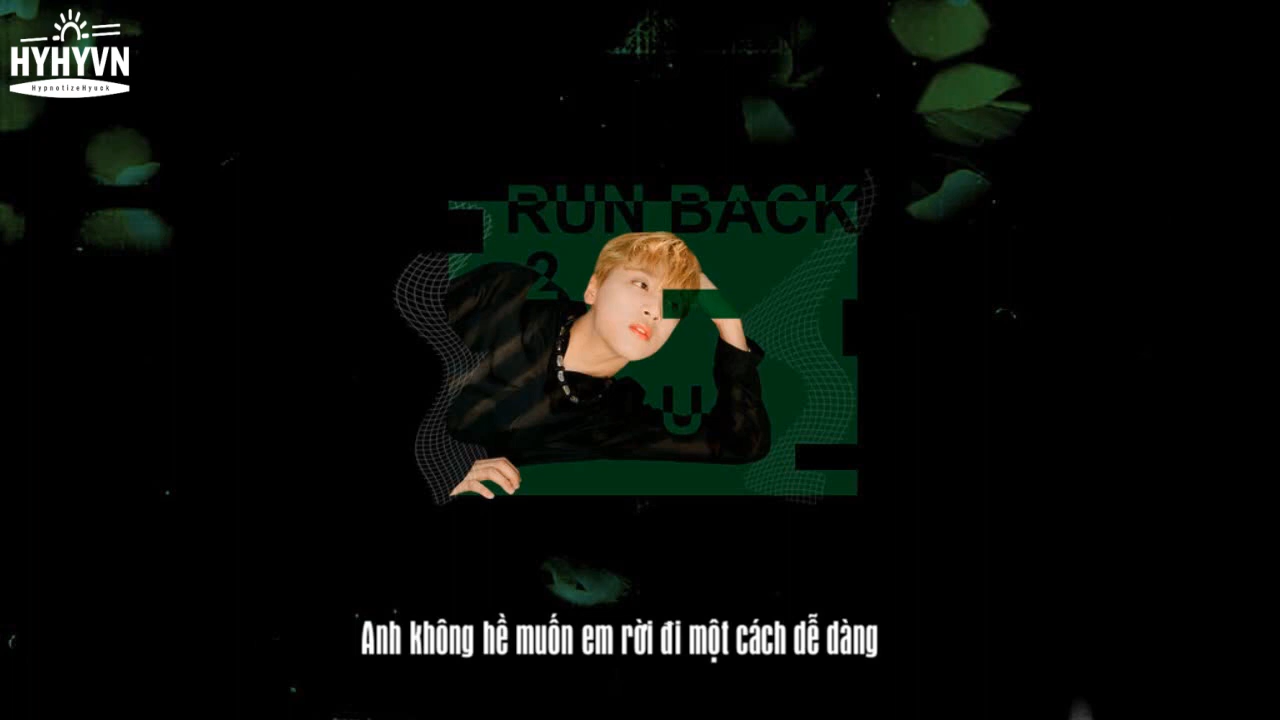 HYHYVN
HypnotizeHyuck
RUN BACK
2
U
Anh không hề muốn em rời đi một cách dễ dàng